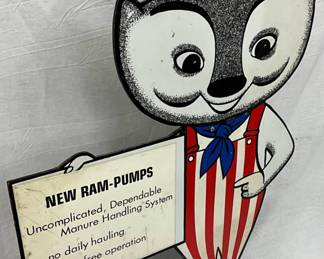 NEW RAM-PUMPS
Uncomplicated, Dependable
Manure Handling System
no daily hauling
free operation